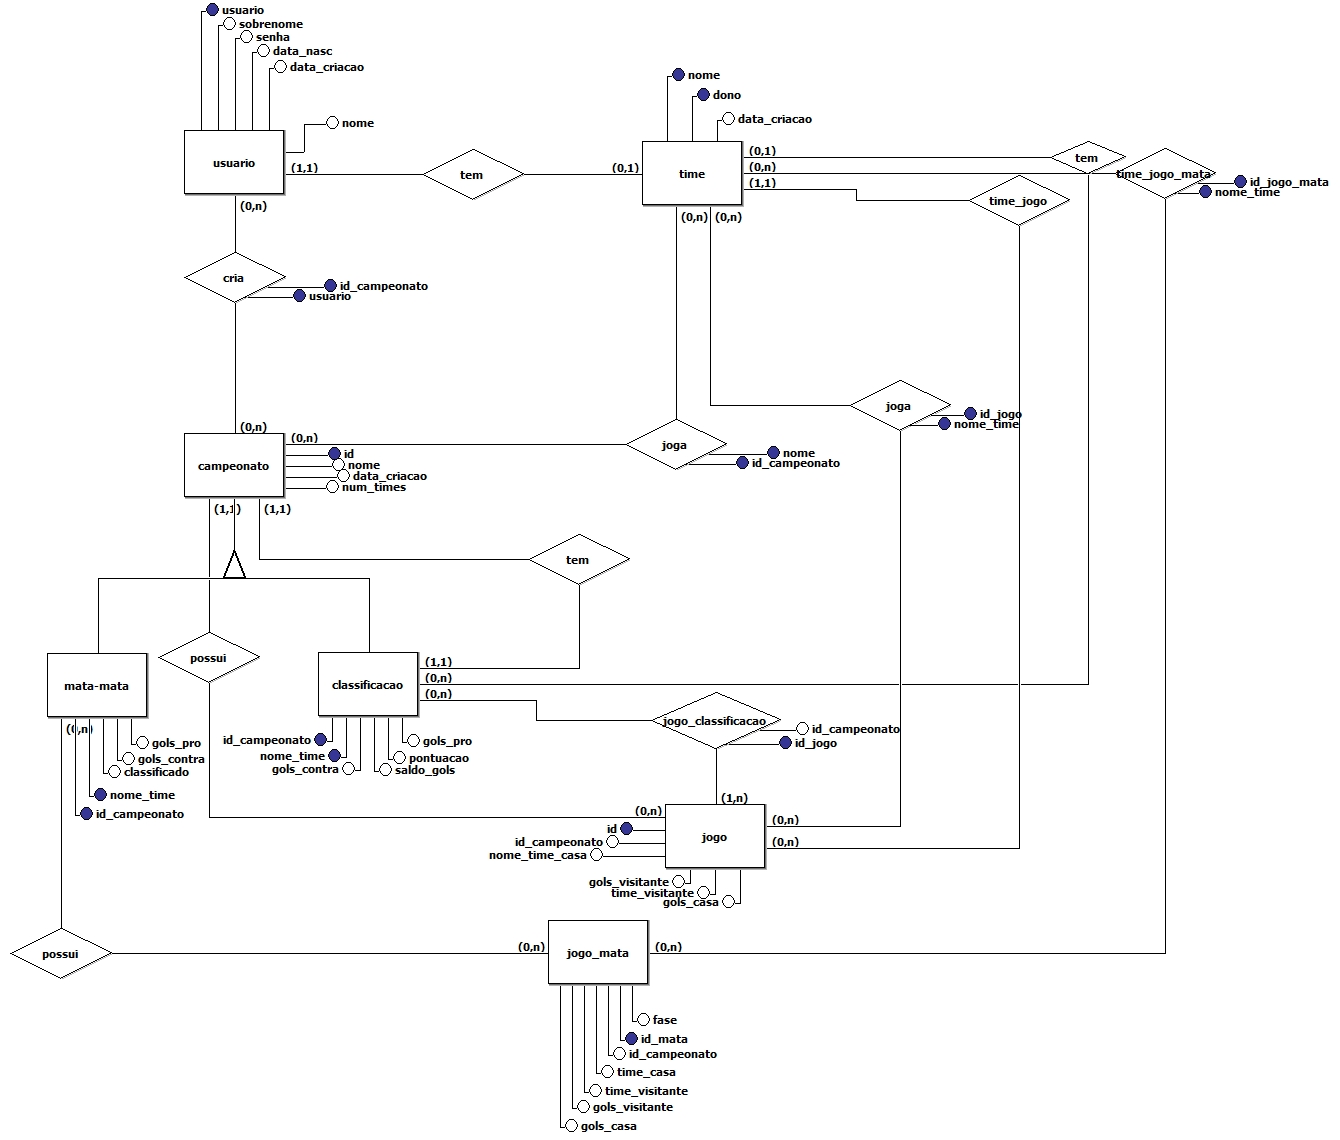 usuario
sobrenome
senha
data_nasc
data_criacao
nome
usuario
(1,1)
tem
(0,1)
(0,n)
nome
dono
data_criacao
time
(0,1)
(0,n)
(1,1)
tem
time_jogo_mata
id_jogo_mata
nome_time
time_jogo
(0,n)
(0,n)
cria
id_campeonato
usuario
(0,n)
campeonato
(0,n)
id
nome
data_criacao
num_times
joga
nome
id_campeonato
joga
id_jogo
nome_time
(1,1)
(1,1)
tem
possui
mata-mata
(0,n)
gols_pro
gols_contra
classificado
nome_time
id_campeonato
classificacao
(1,1)
(0,n)
(0,n)
id_campeonato
nome_time
gols_contra
gols_pro
pontuacao
saldo_gols
jogo_classificacao
id_campeonato
id_jogo
(1,n)
(0,n)
jogo
(0,n)
(0,n)
id
id_campeonato
nome_time_casa
gols_visitante
time_visitante
gols_casa
possui
(0,n)
jogo_mata
(0,n)
fase
id_mata
id_campeonato
time_casa
time_visitante
gols_visitante
gols_casa